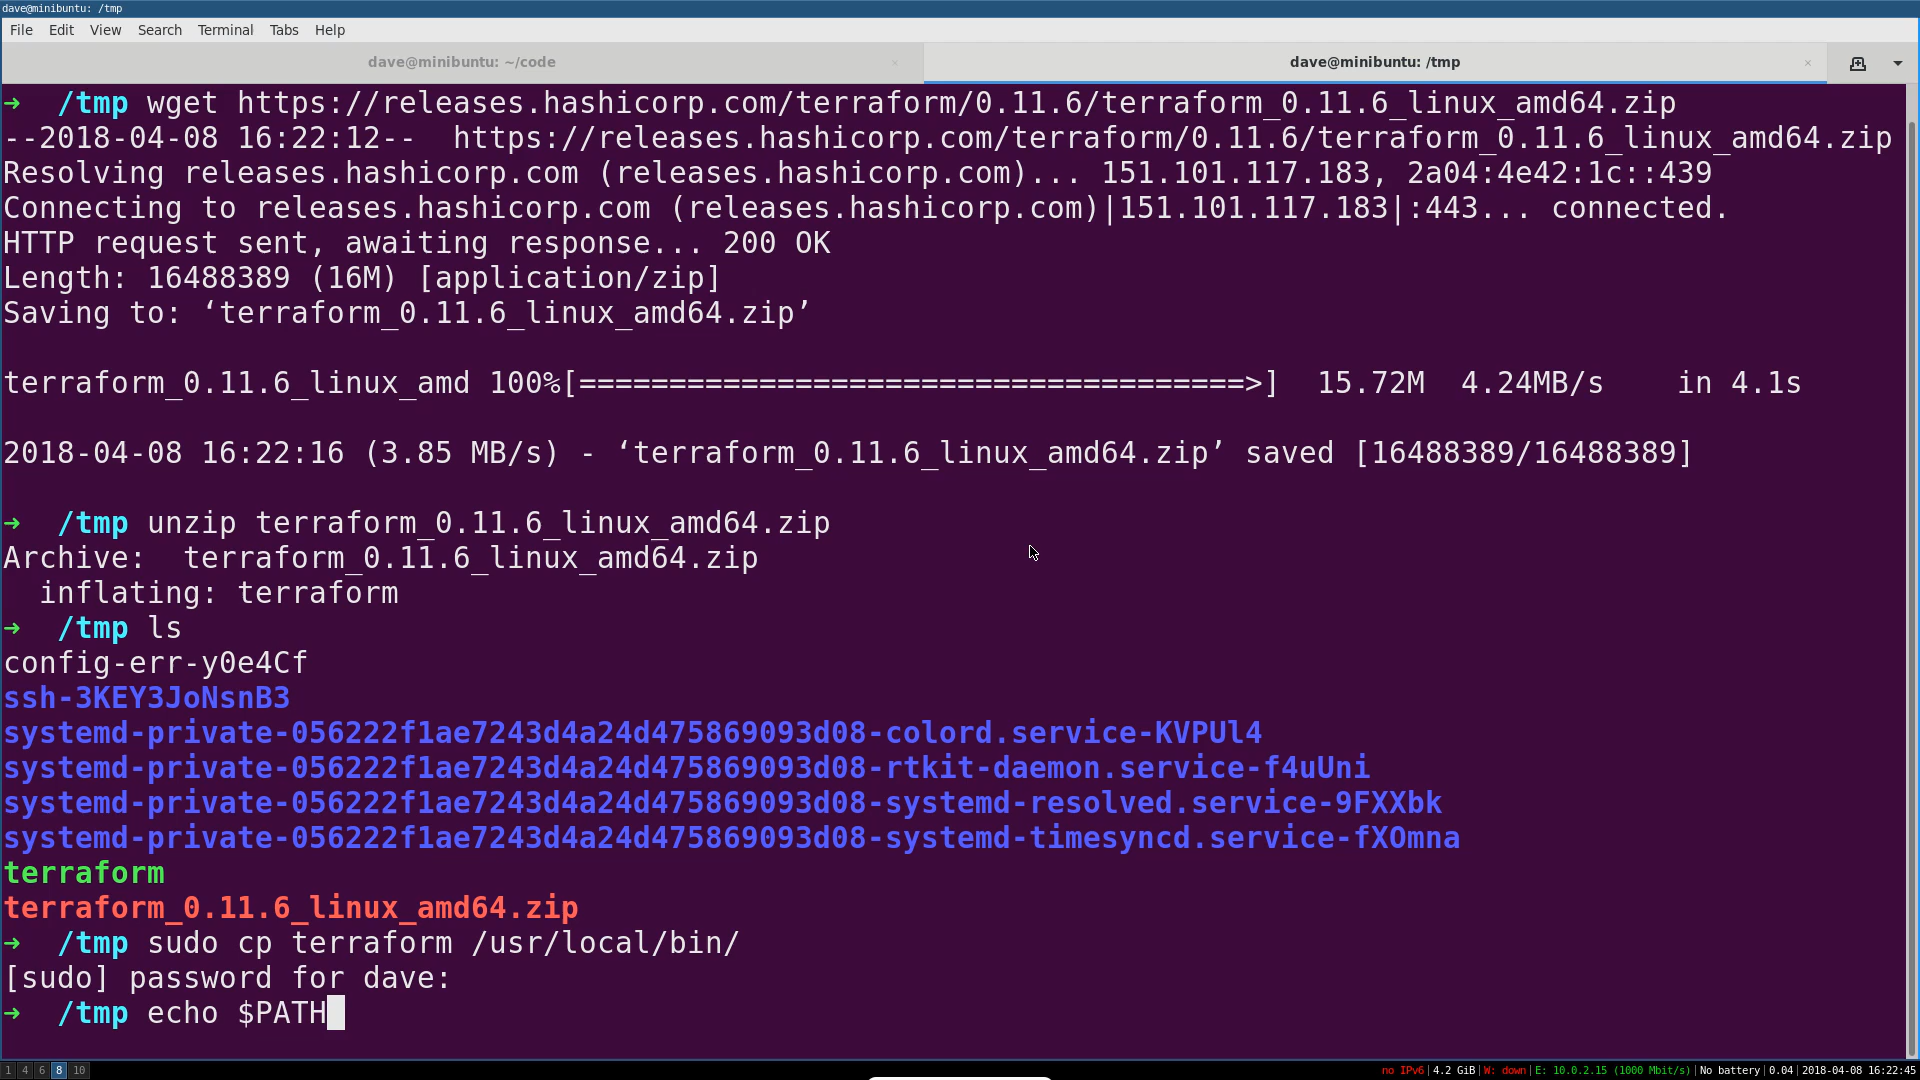 dave@minibuntu: /tmp
File Edit View Search Terminal Tabs Help
dave@minibuntu: ~/code × dave@minibuntu: /tmp ×
➜  /tmp wget https://releases.hashicorp.com/terraform/0.11.6/terraform_0.11.6_linux_amd64.zip
--2018-04-08 16:22:12--  https://releases.hashicorp.com/terraform/0.11.6/terraform_0.11.6_linux_amd64.zip
Resolving releases.hashicorp.com (releases.hashicorp.com)... 151.101.117.183, 2a04:4e42:1c::439
Connecting to releases.hashicorp.com (releases.hashicorp.com)|151.101.117.183|:443... connected.
HTTP request sent, awaiting response... 200 OK
Length: 16488389 (16M) [application/zip]
Saving to: ‘terraform_0.11.6_linux_amd64.zip’
terraform_0.11.6_linux_amd 100%[=====================================>]  15.72M  4.24MB/s    in 4.1s
2018-04-08 16:22:16 (3.85 MB/s) - ‘terraform_0.11.6_linux_amd64.zip’ saved [16488389/16488389]
➜  /tmp unzip terraform_0.11.6_linux_amd64.zip
Archive:  terraform_0.11.6_linux_amd64.zip
  inflating: terraform
➜  /tmp ls
config-err-y0e4Cf
ssh-3KEY3JoNsnB3
systemd-private-056222f1ae7243d4a24d475869093d08-colord.service-KVPUl4
systemd-private-056222f1ae7243d4a24d475869093d08-rtkit-daemon.service-f4uUni
systemd-private-056222f1ae7243d4a24d475869093d08-systemd-resolved.service-9FXXbk
systemd-private-056222f1ae7243d4a24d475869093d08-systemd-timesyncd.service-fXOmna
terraform
terraform_0.11.6_linux_amd64.zip
➜  /tmp sudo cp terraform /usr/local/bin/
[sudo] password for dave:
➜  /tmp echo $PATH
1 4 6 8 10 no IPv6|4.2 GiB|W: down|E: 10.0.2.15 (1000 Mbit/s)|No battery|0.04|2018-04-08 16:22:45